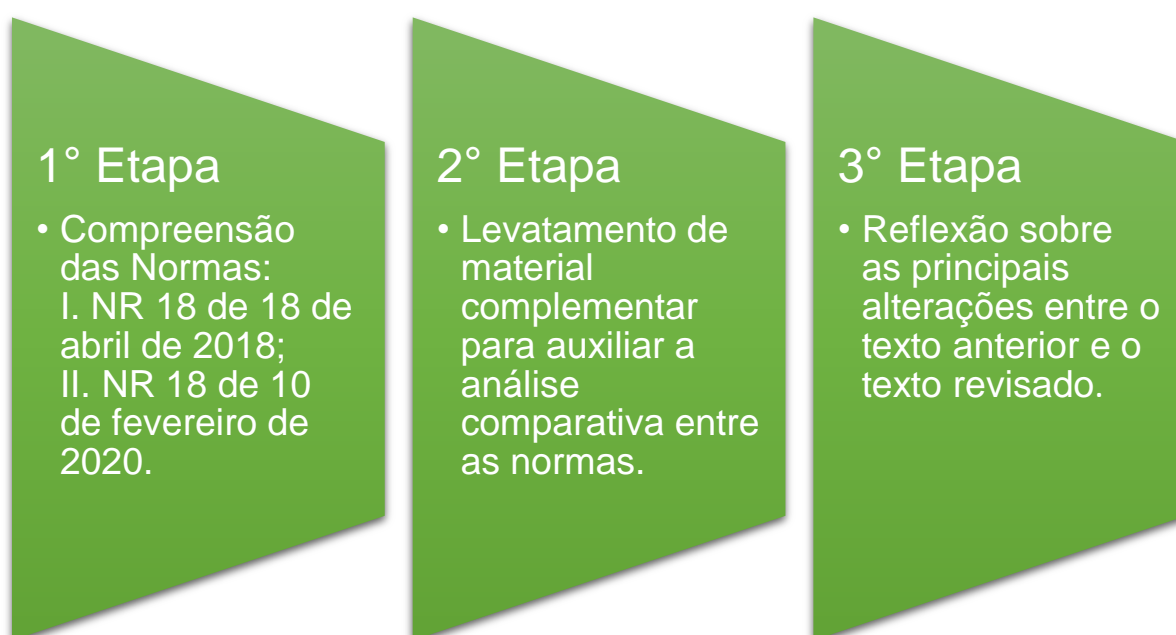 1° Etapa
• Compreensão
das Normas:
I. NR 18 de 18 de
abril de 2018;
II. NR 18 de 10
de fevereiro de
2020.
2° Etapa
• Levatamento de
material
complementar
para auxiliar a
análise
comparativa entre
as normas.
3° Etapa
• Reflexão sobre
as principais
alterações entre o
texto anterior e o
texto revisado.